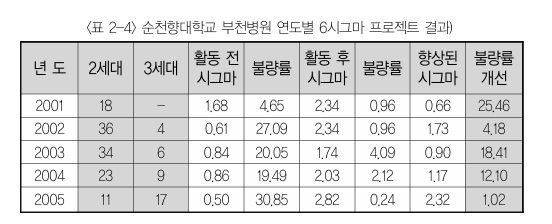 〈표 2-4〉 순천향대학교 부천병원 연도별 6시그마 프로젝트 결과)
년 도 2세대 3세대 활동 전 시그마 불량률 활동 후 시그마 불량률 향상된 시그마 불량률 개선
2001 18 - 1.68 4.65 2.34 0.96 0.66 25.46
2002 36 4 0.61 27.09 2.34 0.96 1.73 4.18
2003 34 6 0.84 20.05 1.74 4.09 0.90 18.41
2004 23 9 0.86 19.49 2.03 2.12 1.17 12.10
2005 11 17 0.50 30.85 2.82 0.24 2.32 1.02